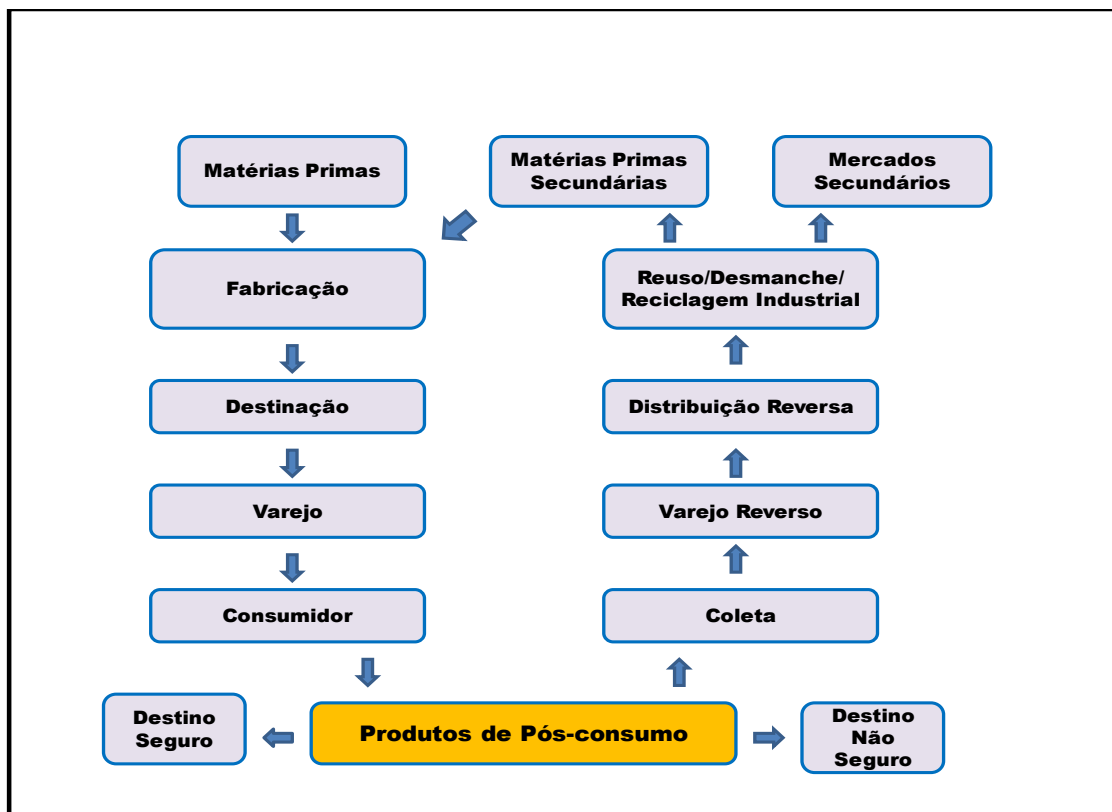 Matérias Primas
Matérias Primas
Secundárias
Mercados
Secundários
Fabricação
Reuso/Desmanche/
Reciclagem Industrial
Destinação
Distribuição Reversa
Varejo
Varejo Reverso
Consumidor
Coleta
Destino
Seguro
Produtos de Pós-consumo
Destino
Não
Seguro